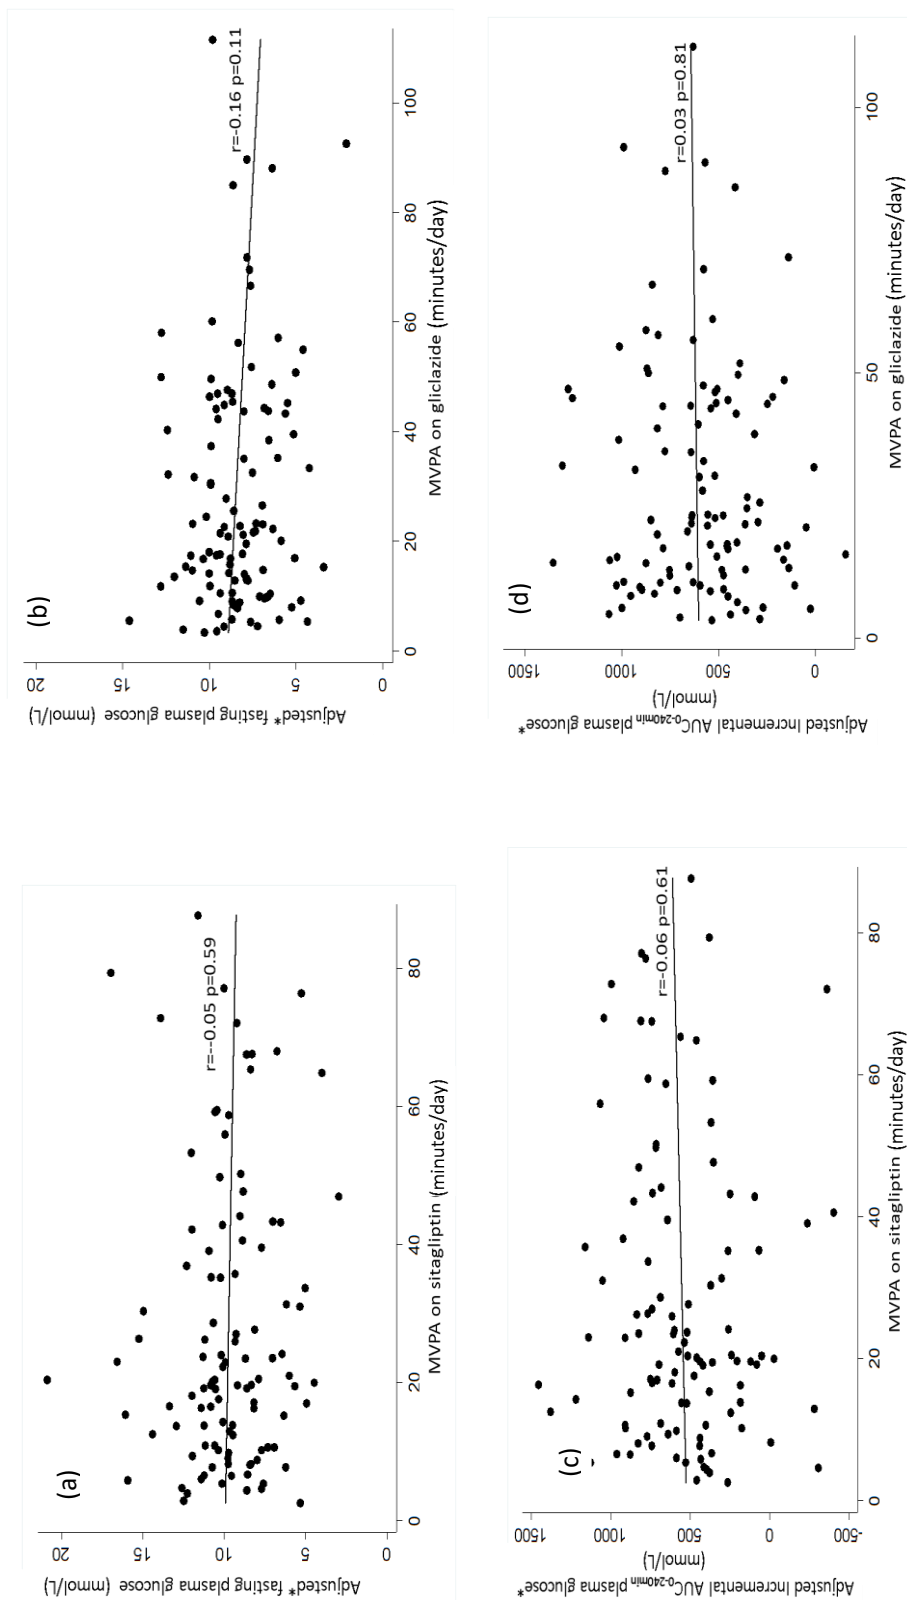 (a)
r=--0.05 p=0.59
20
15
10
5
0
Adjusted* fasting plasma glucose (mmol/L)
0
20
40
60
80
MVPA on sitagliptin (minutes/day)
(b)
r=-0.16 p=0.11
20
15
10
5
0
Adjusted* fasting plasma glucose (mmol/L)
0
20
40
60
80
100
MVPA on gliclazide (minutes/day)
(c)
r=-0.06 p=0.61
1500
1000
500
0
-500
Adjusted Incremental AUC0-240min plasma glucose*
(mmol/L)
0
20
40
60
80
MVPA on sitagliptin (minutes/day)
(d)
r=0.03 p=0.81
1500
1000
500
0
Adjusted Incremental AUC0-240min plasma glucose*
(mmol/L)
0
50
100
MVPA on gliclazide (minutes/day)